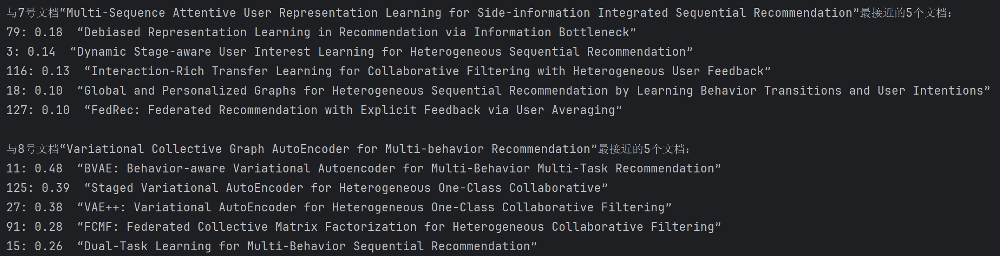 与7号文档“Multi-Sequence Attentive User Representation Learning for Side-information Integrated Sequential Recommendation”最接近的5个文档：
79: 0.18  “Debiased Representation Learning in Recommendation via Information Bottleneck”
3: 0.14  “Dynamic Stage-aware User Interest Learning for Heterogeneous Sequential Recommendation”
116: 0.13  “Interaction-Rich Transfer Learning for Collaborative Filtering with Heterogeneous User Feedback”
18: 0.10  “Global and Personalized Graphs for Heterogeneous Sequential Recommendation by Learning Behavior Transitions and User Intentions”
127: 0.10  “FedRec: Federated Recommendation with Explicit Feedback via User Averaging”
与8号文档“Variational Collective Graph AutoEncoder for Multi-behavior Recommendation”最接近的5个文档：
11: 0.48  “BVAE: Behavior-aware Variational Autoencoder for Multi-Behavior Multi-Task Recommendation”
125: 0.39  “Staged Variational AutoEncoder for Heterogeneous One-Class Collaborative”
27: 0.38  “VAE++: Variational AutoEncoder for Heterogeneous One-Class Collaborative Filtering”
91: 0.28  “FCMF: Federated Collective Matrix Factorization for Heterogeneous Collaborative Filtering”
15: 0.26  “Dual-Task Learning for Multi-Behavior Sequential Recommendation”